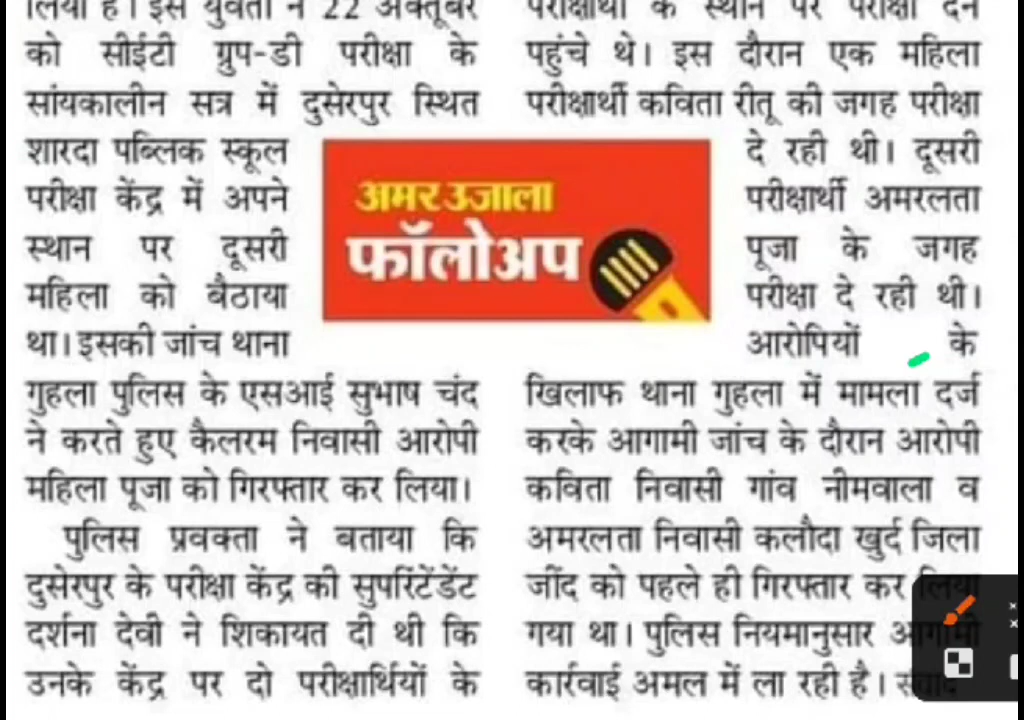 लिया है। इस युवती ने 22 अक्तूबर
को सीईटी ग्रुप-डी परीक्षा के
सांयकालीन सत्र में दुसेरपुर स्थित
शारदा पब्लिक स्कूल
परीक्षा केंद्र में अपने
स्थान पर दूसरी
महिला को बैठाया
था। इसकी जांच थाना
गुहला पुलिस के एसआई सुभाष चंद
ने करते हुए कैलरम निवासी आरोपी
महिला पूजा को गिरफ्तार कर लिया।
पुलिस प्रवक्ता ने बताया कि
दुसेरपुर के परीक्षा केंद्र की सुपरिंटेंडेंट
दर्शना देवी ने शिकायत दी थी कि
उनके केंद्र पर दो परीक्षार्थियों के
अमर उजाला
फॉलोअप
परीक्षार्थी के स्थान पर परीक्षा देने
पहुंचे थे। इस दौरान एक महिला
परीक्षार्थी कविता रीतू की जगह परीक्षा
दे रही थी। दूसरी
परीक्षार्थी अमरलता
पूजा के जगह
परीक्षा दे रही थी।
आरोपियों के
खिलाफ थाना गुहला में मामला दर्ज
करके आगामी जांच के दौरान आरोपी
कविता निवासी गांव नीमवाला व
अमरलता निवासी कलौदा खुर्द जिला
जींद को पहले ही गिरफ्तार कर लिया
गया था। पुलिस नियमानुसार आगामी
कार्रवाई अमल में ला रही है। संवाद